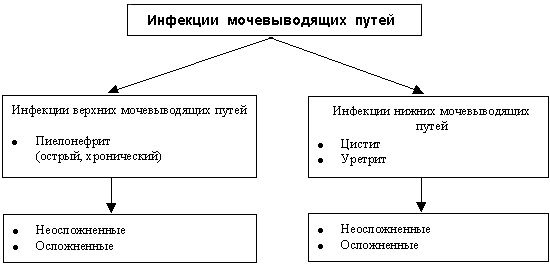 Инфекции мочевыводящих путей
Инфекции верхних мочевыводящих путей
● Пиелонефрит
(острый, хронический)
● Неосложненные
● Осложненные
Инфекции нижних мочевыводящих
путей
● Цистит
● Уретрит
● Неосложненные
● Осложненные